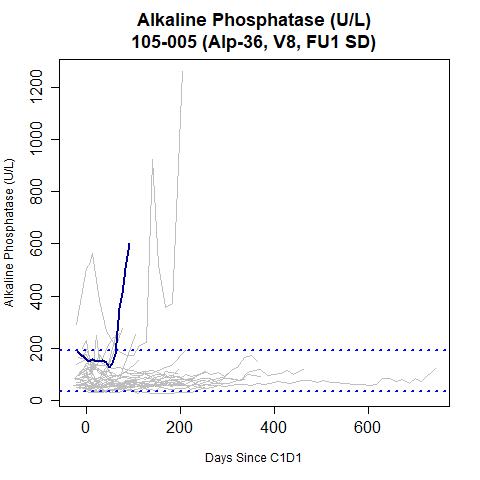 Alkaline Phosphatase (U/L)
105-005 (Alp-36, V8, FU1 SD)
Alkaline Phosphatase (U/L)
1200
1000
800
600
400
200
0
0 200 400 600
Days Since C1D1